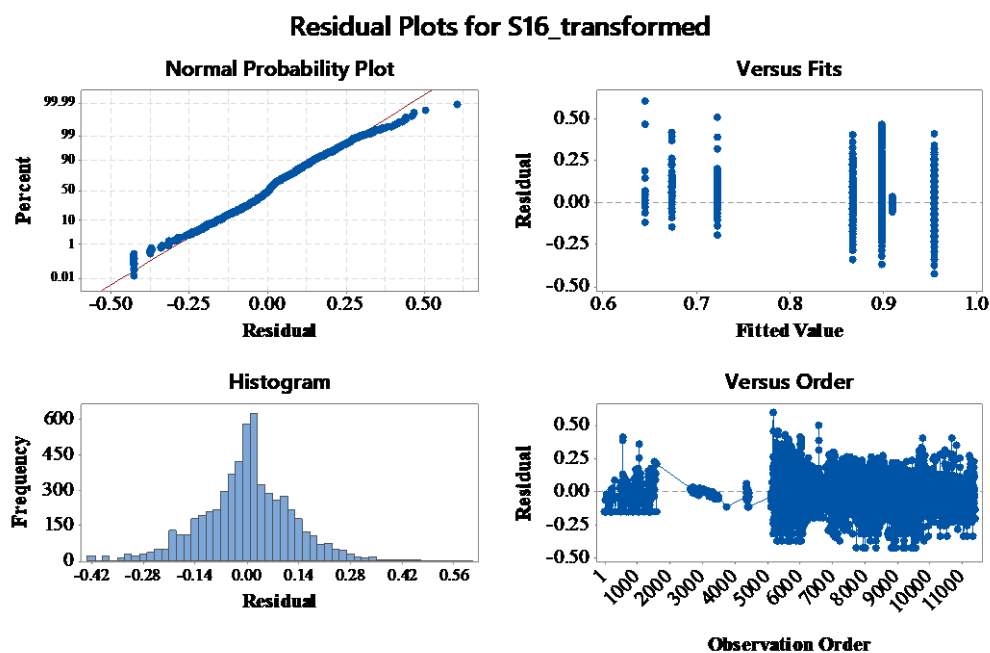 Residual Plots for S16_transformed
Normal Probability Plot
99.99
99
90
50
10
1
0.01
Percent
-0.50 -0.25 0.00 0.25 0.50
Residual
Versus Fits
0.50
0.25
0.00
-0.25
-0.50
Residual
0.6 0.7 0.8 0.9 1.0
Fitted Value
Histogram
600
450
300
150
0
Frequency
-0.42 -0.28 -0.14 0.00 0.14 0.28 0.42 0.56
Residual
Versus Order
0.50
0.25
0.00
-0.25
-0.50
Residual
1 1000 2000 3000 4000 5000 6000 7000 8000 9000 10000 11000
Observation Order